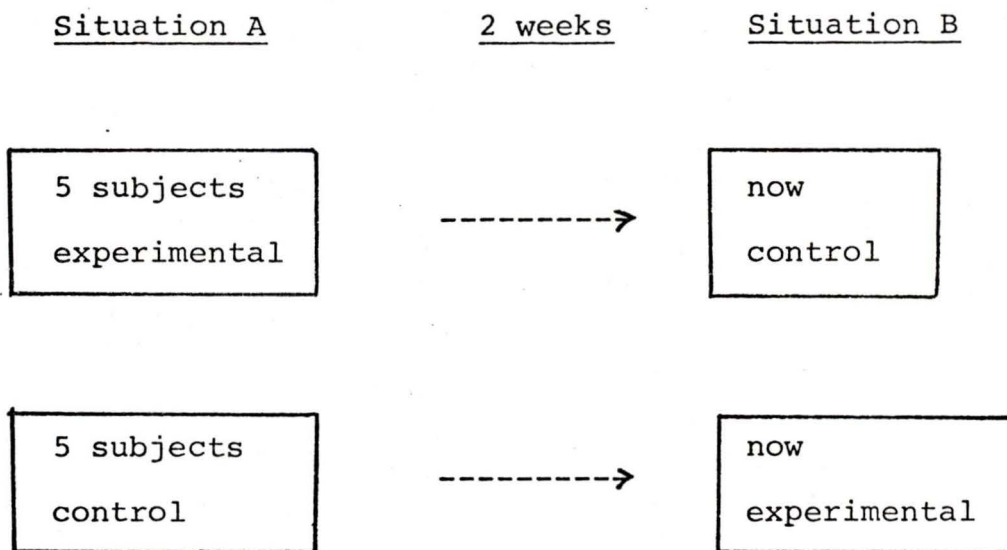 Situation A 2 weeks Situation B
5 subjects
experimental
now
control
5 subjects
control
now
experimental